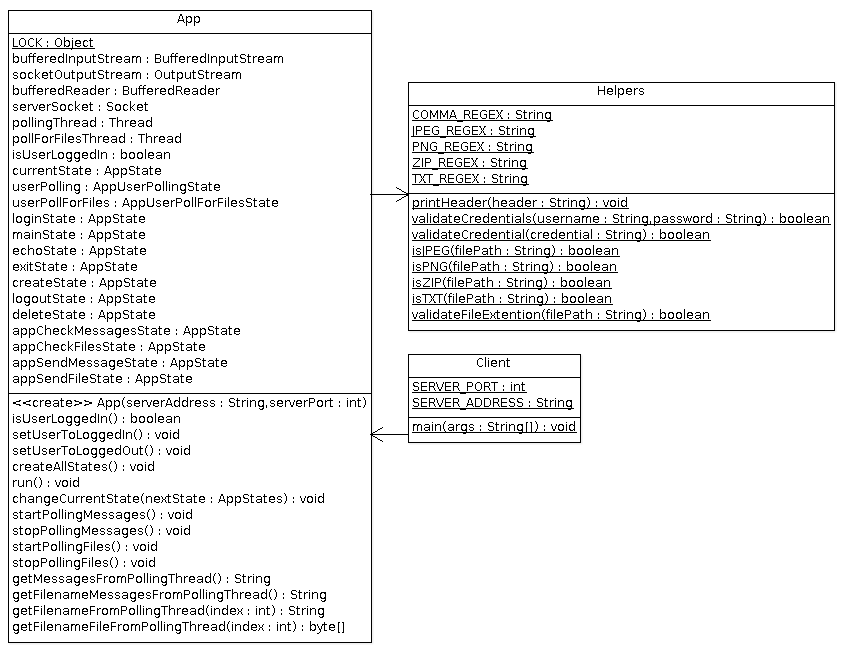 App
LOCK : Object
bufferedInputStream : BufferedInputStream
socketOutputStream : OutputStream
bufferedReader : BufferedReader
serverSocket : Socket
pollingThread : Thread
pollForFilesThread : Thread
isUserLoggedIn : boolean
currentState : AppState
userPolling : AppUserPollingState
userPollForFiles : AppUserPollForFilesState
loginState : AppState
mainState : AppState
echoState : AppState
exitState : AppState
createState : AppState
logoutState : AppState
deleteState : AppState
appCheckMessagesState : AppState
appCheckFilesState : AppState
appSendMessageState : AppState
appSendFileState : AppState
<<create>> App(serverAddress : String,serverPort : int)
isUserLoggedIn() : boolean
setUserToLoggedIn() : void
setUserToLoggedOut() : void
createAllStates() : void
run() : void
changeCurrentState(nextState : AppStates) : void
startPollingMessages() : void
stopPollingMessages() : void
startPollingFiles() : void
stopPollingFiles() : void
getMessagesFromPollingThread() : String
getFilenameMessagesFromPollingThread() : String
getFilenameFromPollingThread(index : int) : String
getFilenameFileFromPollingThread(index : int) : byte[]
Helpers
COMMA_REGEX : String
JPEG_REGEX : String
PNG_REGEX : String
ZIP_REGEX : String
TXT_REGEX : String
printHeader(header : String) : void
validateCredentials(username : String,password : String) : boolean
validateCredential(credential : String) : boolean
isJPEG(filePath : String) : boolean
isPNG(filePath : String) : boolean
isZIP(filePath : String) : boolean
isTXT(filePath : String) : boolean
validateFileExtention(filePath : String) : boolean
Client
SERVER_PORT : int
SERVER_ADDRESS : String
main(args : String[]) : void